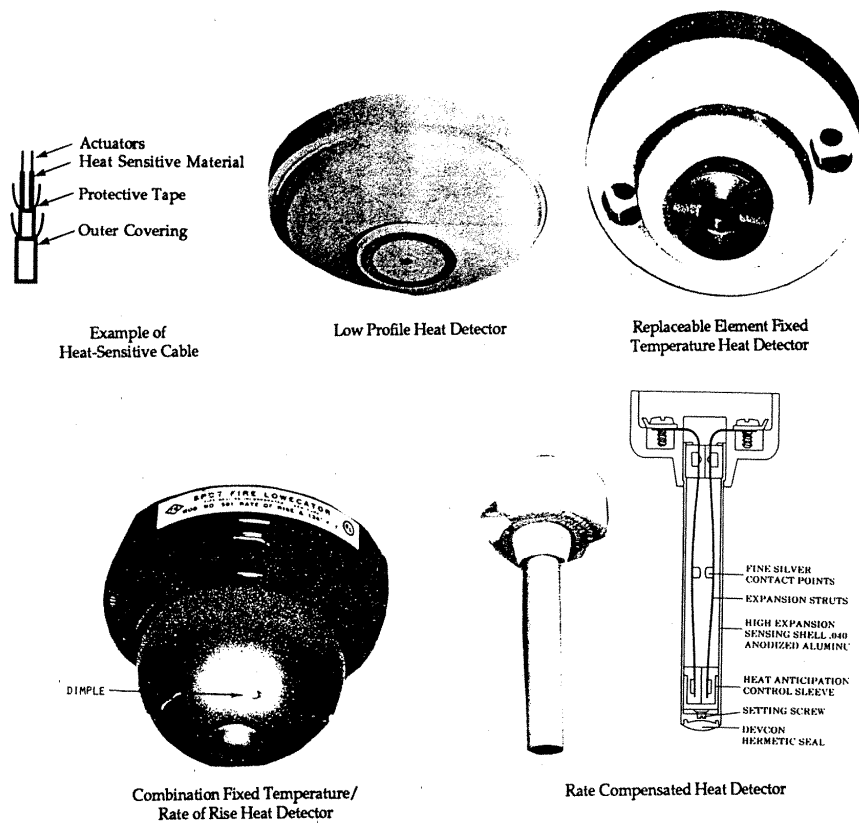 Actuators
Heat Sensitive Material
Protective Tape
Outer Covering
Example of
Heat-Sensitive Cable
Low Profile Heat Detector
Replaceable Element Fixed
Temperature Heat Detector
SPOT FIRE LOWECATOR
RATE OF RISE &
DIMPLE
Combination Fixed Temperature/
Rate of Rise Heat Detector
FINE SILVER
CONTACT POINTS
EXPANSION STRUTS
HIGH EXPANSION
SENSING SHELL .040
ANODIZED ALUMINU
HEAT ANTICIPATION
CONTROL SLEEVE
SETTING SCREW
DEVCON
HERMETIC SEAL
Rate Compensated Heat Detector